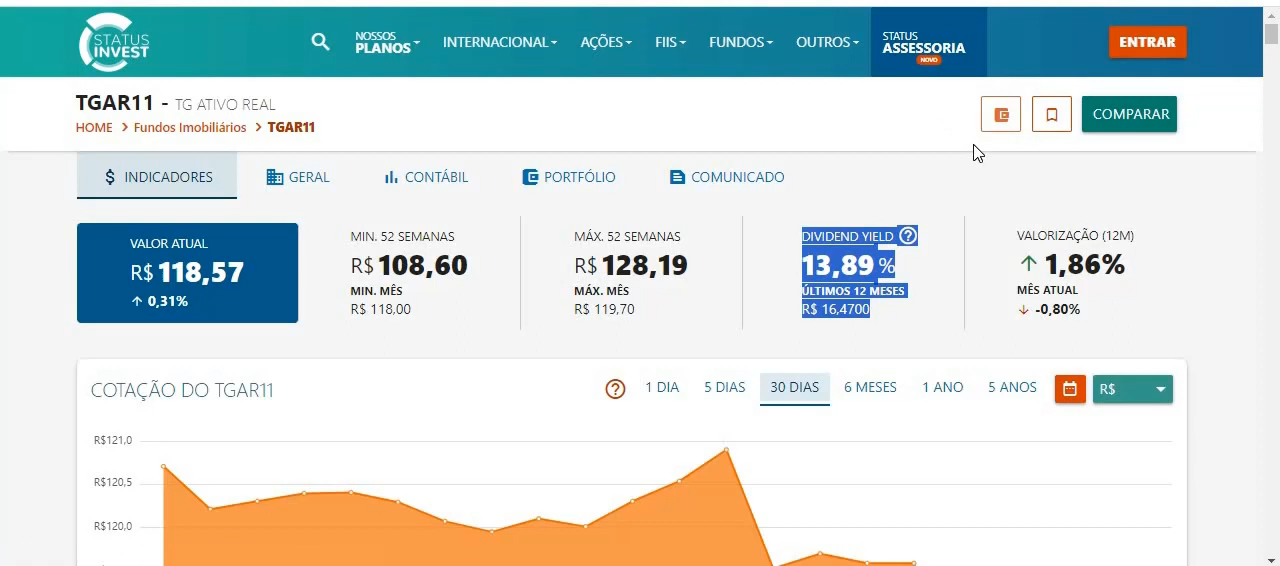 STATUS
INVEST
NOSSOS
PLANOS
INTERNACIONAL
AÇÕES
FIIS
FUNDOS
OUTROS
STATUS
ASSESSORIA
NOVO
ENTRAR
TGAR11 - TG ATIVO REAL
HOME > Fundos Imobiliários > TGAR11
COMPARAR
INDICADORES
GERAL
CONTÁBIL
PORTFÓLIO
COMUNICADO
VALOR ATUAL
R$ 118,57
0,31%
MIN. 52 SEMANAS
R$ 108,60
MIN. MÊS
R$ 118,00
MÁX. 52 SEMANAS
R$ 128,19
MÁX. MÊS
R$ 119,70
DIVIDEND YIELD
13,89 %
ÚLTIMOS 12 MESES
R$ 16,4700
VALORIZAÇÃO (12M)
1,86%
MÊS ATUAL
-0,80%
COTAÇÃO DO TGAR11
1 DIA
5 DIAS
30 DIAS
6 MESES
1 ANO
5 ANOS
R$
R$121,0
R$120,5
R$120,0